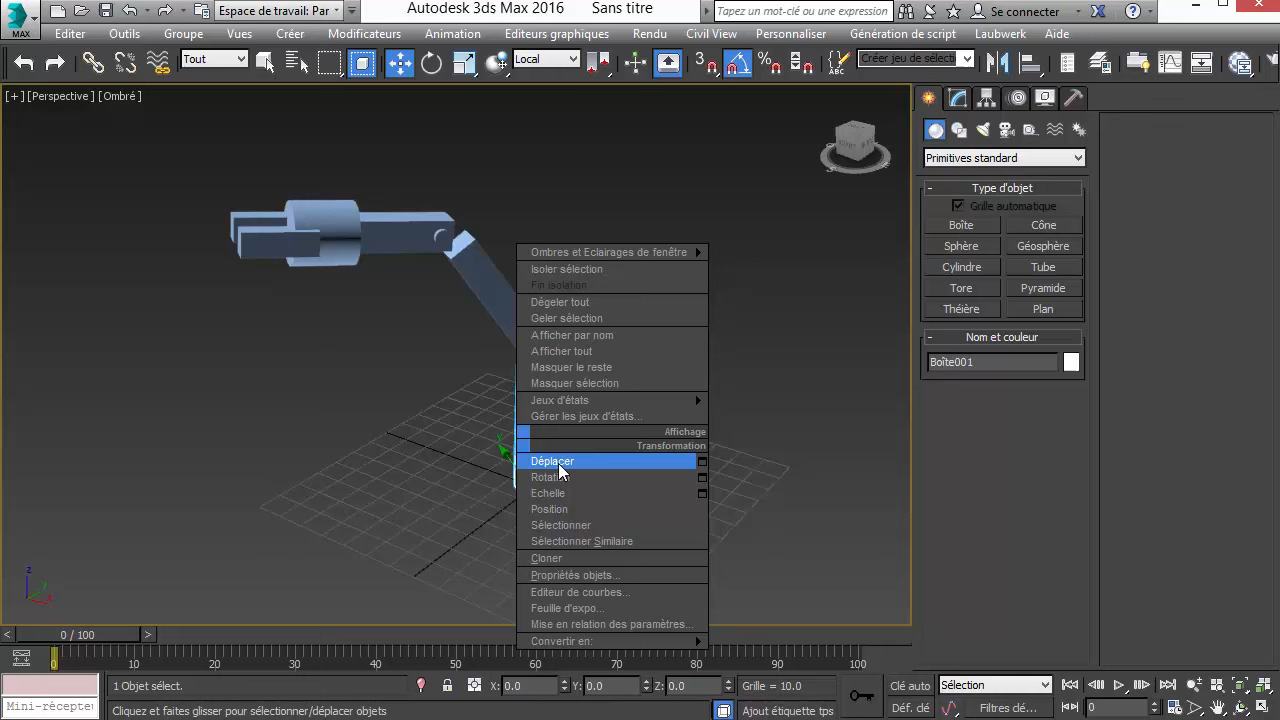 Espace de travail: Par
Autodesk 3ds Max 2016 Sans titre
Tapez un mot-clé ou une expression
Se connecter
MAX
Editer Outils Groupe Vues Créer Modificateurs Animation Editeurs graphiques Rendu Civil View Personnaliser Génération de script Laubwerk Aide
Tout
Local
3
Créer jeu de sélecti
[+] [Perspective] [Ombré]
Primitives standard
- Type d'objet
Grille automatique
Boîte Cône
Sphère Géosphère
Cylindre Tube
Tore Pyramide
Théière Plan
- Nom et couleur
Boîte001
Ombres et Eclairages de fenêtre
Isoler sélection
Fin isolation
Dégeler tout
Geler sélection
Afficher par nom
Afficher tout
Masquer le reste
Masquer sélection
Jeux d'états
Gérer les jeux d'états...
Affichage
Transformation
Déplacer
Rotation
Echelle
Position
Sélectionner
Sélectionner Similaire
Cloner
Propriétés objets...
Editeur de courbes...
Feuille d'expo...
Mise en relation des paramètres...
Convertir en:
z
y
x
< 0 / 100 >
0 10 20 30 40 50 60 70 80 90 100
1 Objet sélect.
X: 0.0 Y: 0.0 Z: 0.0
Grille = 10.0
Clé auto
Sélection
Mini-récepte
Cliquez et faites glisser pour sélectionner/déplacer objets
Ajout étiquette tps
Déf. clé
Filtres clé...
0